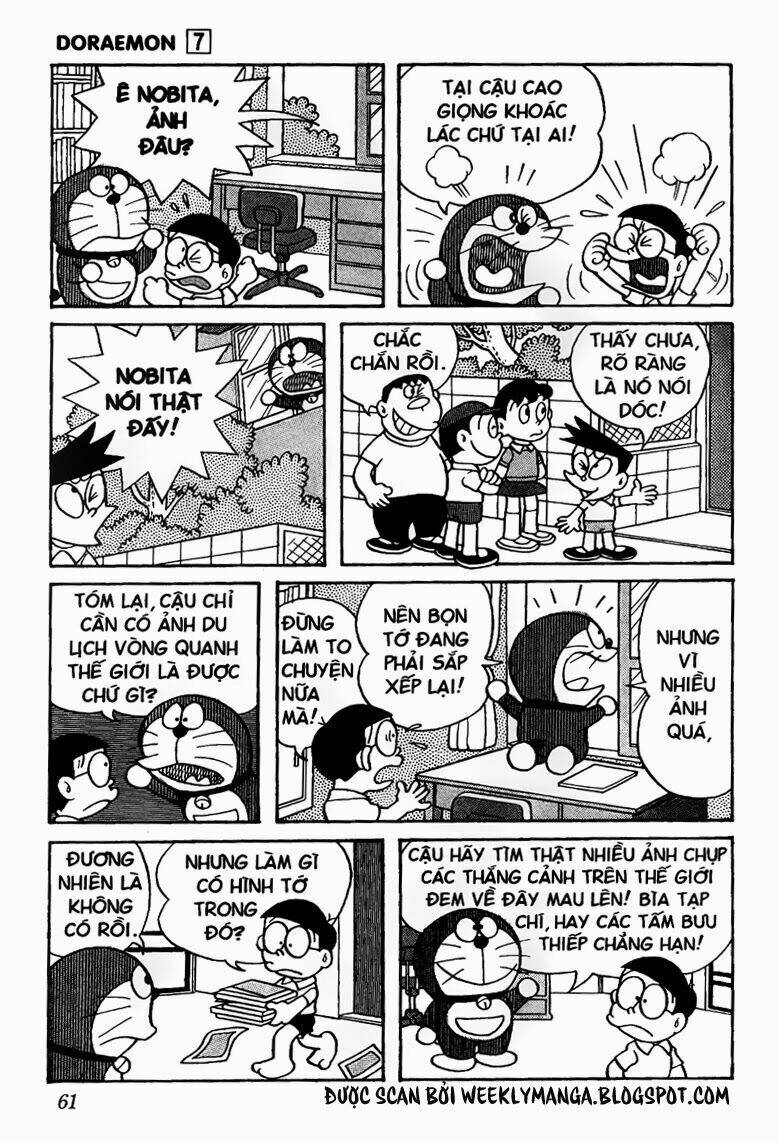 DORAEMON 7
Ê NOBITA,
ẢNH
ĐÂU?
TẠI CẬU CAO
GIỌNG KHOÁC
LÁC CHỨ TẠI AI!
NOBITA
NÓI THẬT
ĐẤY!
CHẮC
CHẮN RỒI.
THẤY CHƯA,
RÕ RÀNG
LÀ NÓ NÓI
DÓC!
TÓM LẠI, CẬU CHỈ
CẦN CÓ ẢNH DU
LỊCH VÒNG QUANH
THẾ GIỚI LÀ ĐƯỢC
CHỨ GÌ?
ĐỪNG
LÀM TO
CHUYỆN
NỮA
MÀ!
NÊN BỌN
TỚ ĐANG
PHẢI SẮP
XẾP LẠI!
NHƯNG
VÌ
NHIỀU
ẢNH
QUÁ,
ĐƯƠNG
NHIÊN LÀ
KHÔNG
CÓ RỒI.
NHƯNG LÀM GÌ
CÓ HÌNH TỚ
TRONG
ĐÓ?
CẬU HÃY TÌM THẬT NHIỀU ẢNH CHỤP
CÁC THẮNG CẢNH TRÊN THẾ GIỚI
ĐEM VỀ ĐÂY MAU LÊN! BÌA TẠP
CHÍ, HAY CÁC TẤM BƯU
THIẾP CHẲNG HẠN!
61
ĐƯỢC SCAN BỞI WEEKLYMANGA.BLOGSPOT.COM